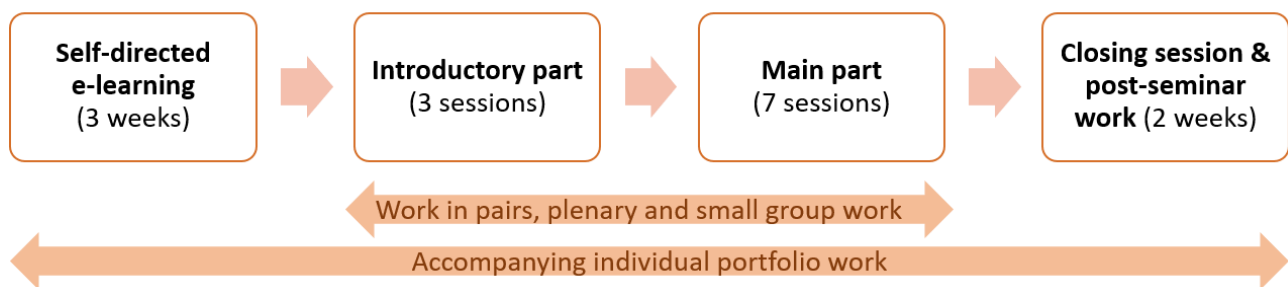 Self-directed
e-learning
(3 weeks)
Introductory part
(3 sessions)
Main part
(7 sessions)
Closing session &
post-seminar
work (2 weeks)
Work in pairs, plenary and small group work
Accompanying individual portfolio work